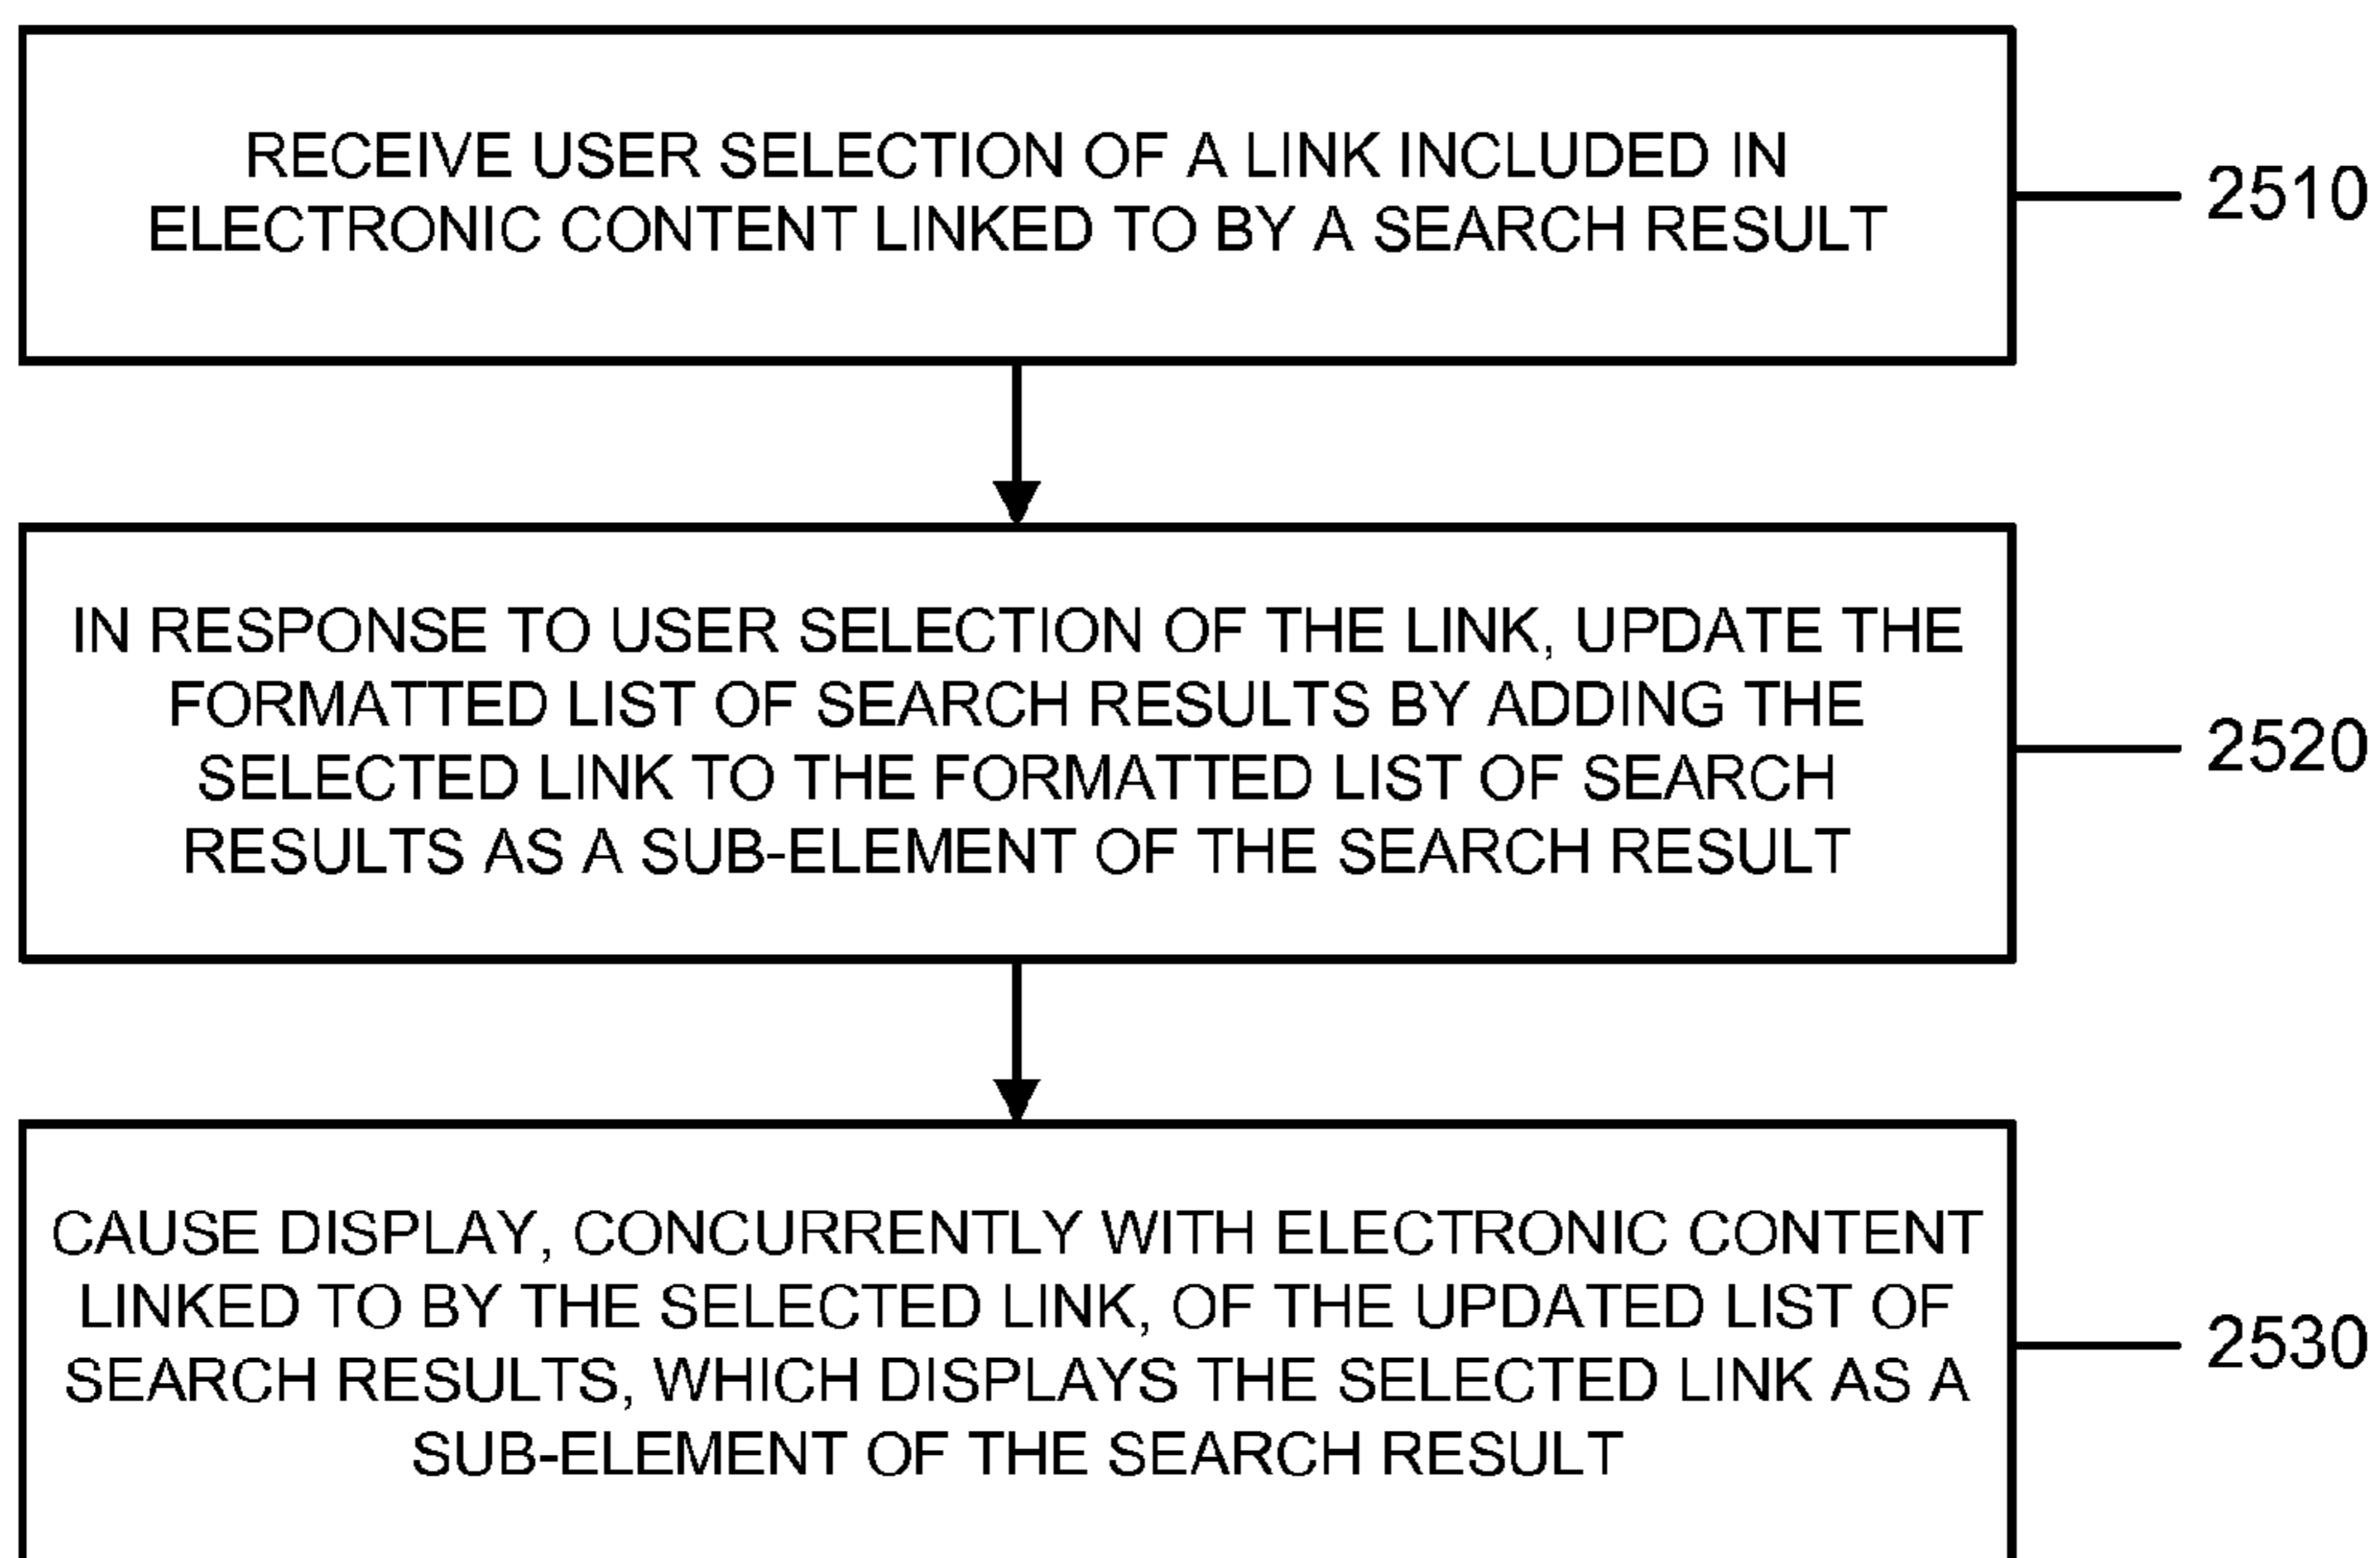 RECEIVE USER SELECTION OF A LINK INCLUDED IN
ELECTRONIC CONTENT LINKED TO BY A SEARCH RESULT
2510
IN RESPONSE TO USER SELECTION OF THE LINK, UPDATE THE
FORMATTED LIST OF SEARCH RESULTS BY ADDING THE
SELECTED LINK TO THE FORMATTED LIST OF SEARCH
RESULTS AS A SUB-ELEMENT OF THE SEARCH RESULT
2520
CAUSE DISPLAY, CONCURRENTLY WITH ELECTRONIC CONTENT
LINKED TO BY THE SELECTED LINK, OF THE UPDATED LIST OF
SEARCH RESULTS, WHICH DISPLAYS THE SELECTED LINK AS A
SUB-ELEMENT OF THE SEARCH RESULT
2530